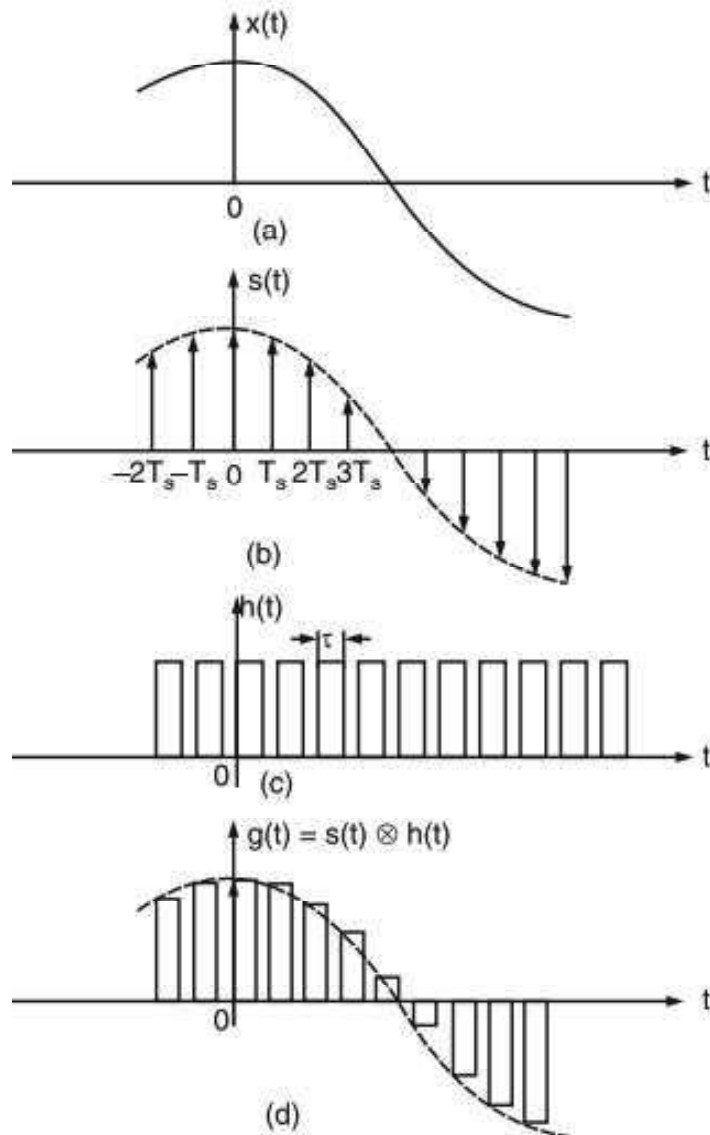 x(t)
t
0
(a)
s(t)
t
–2Tₛ –Tₛ 0 Tₛ 2Tₛ 3Tₛ
(b)
h(t)
τ
t
0
(c)
g(t) = s(t) ⊗ h(t)
t
0
(d)